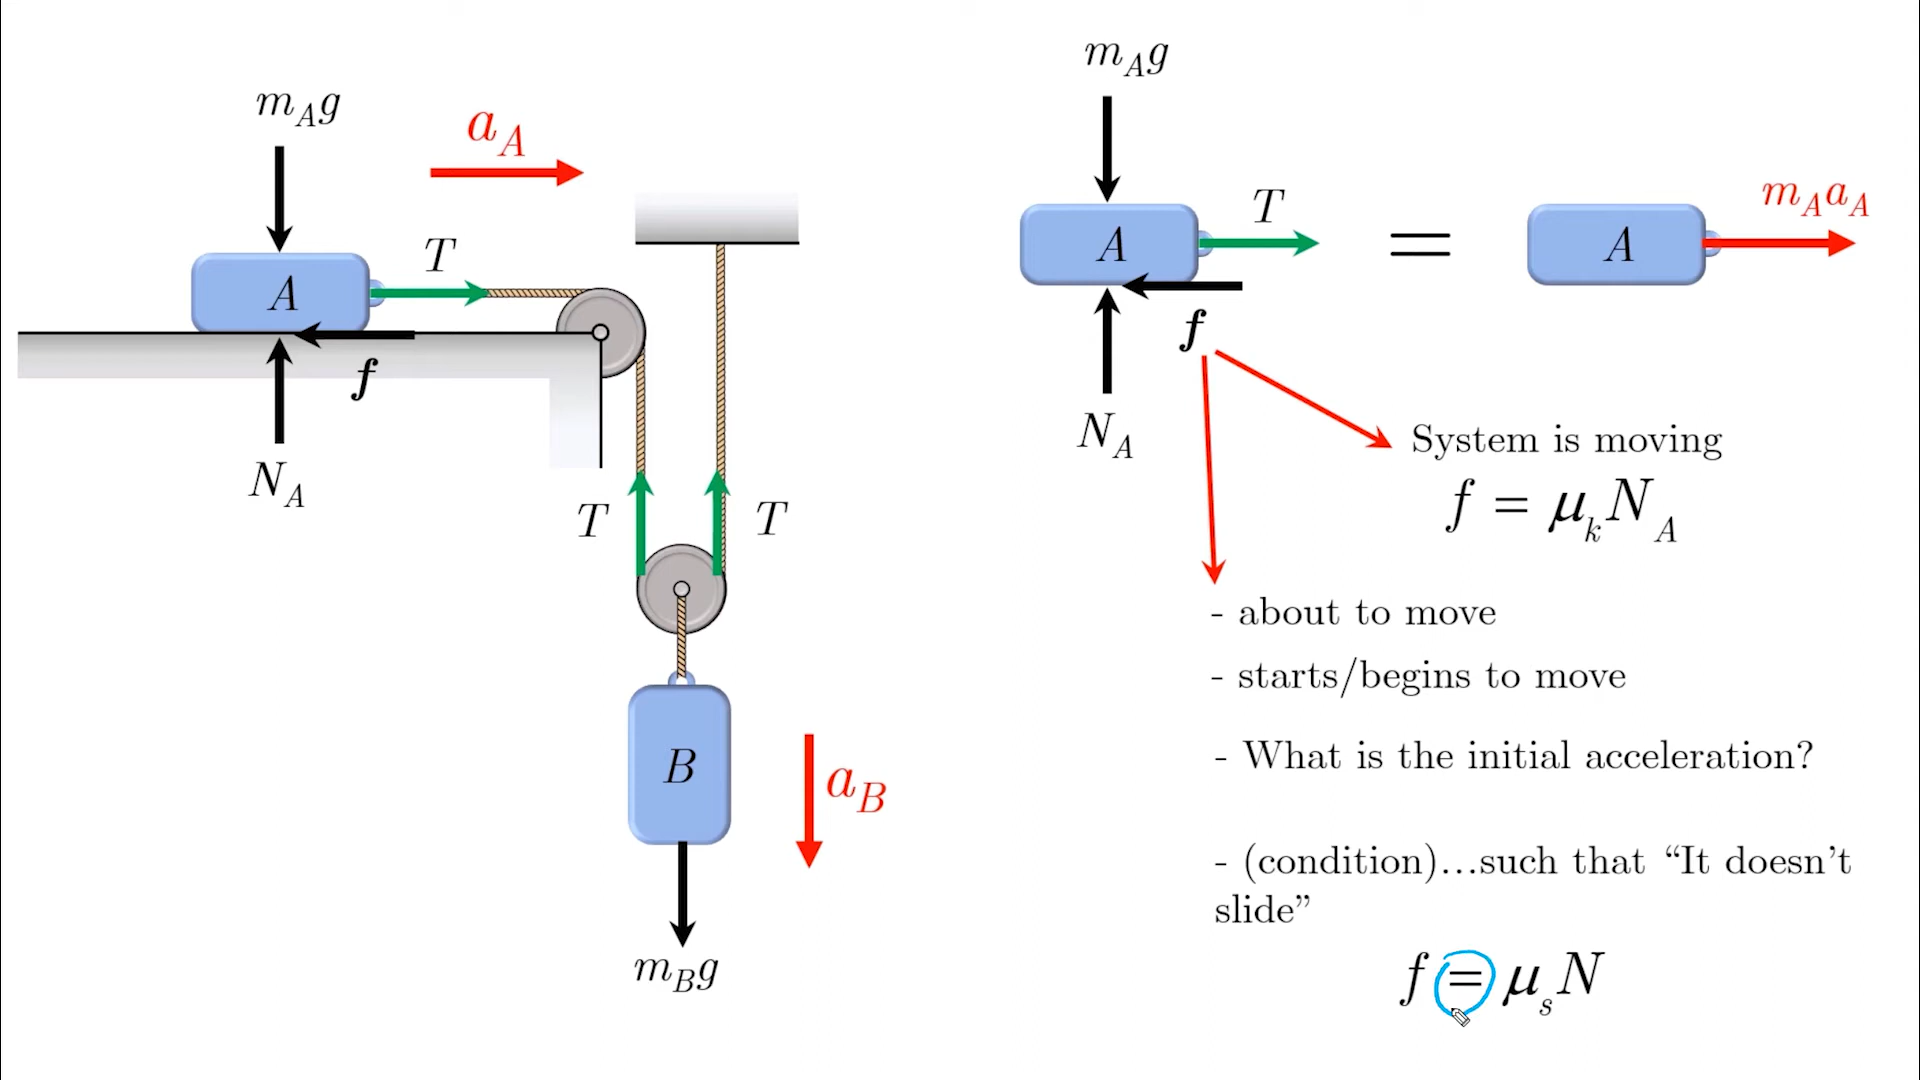 m_A g
a_A
T
A
f
N_A
T
T
B
a_B
m_B g
m_A g
A
T
f
N_A
=
A
m_A a_A
System is moving
f = μ_k N_A
- about to move
- starts/begins to move
- What is the initial acceleration?
- (condition)...such that “It doesn’t
slide”
f = μ_s N